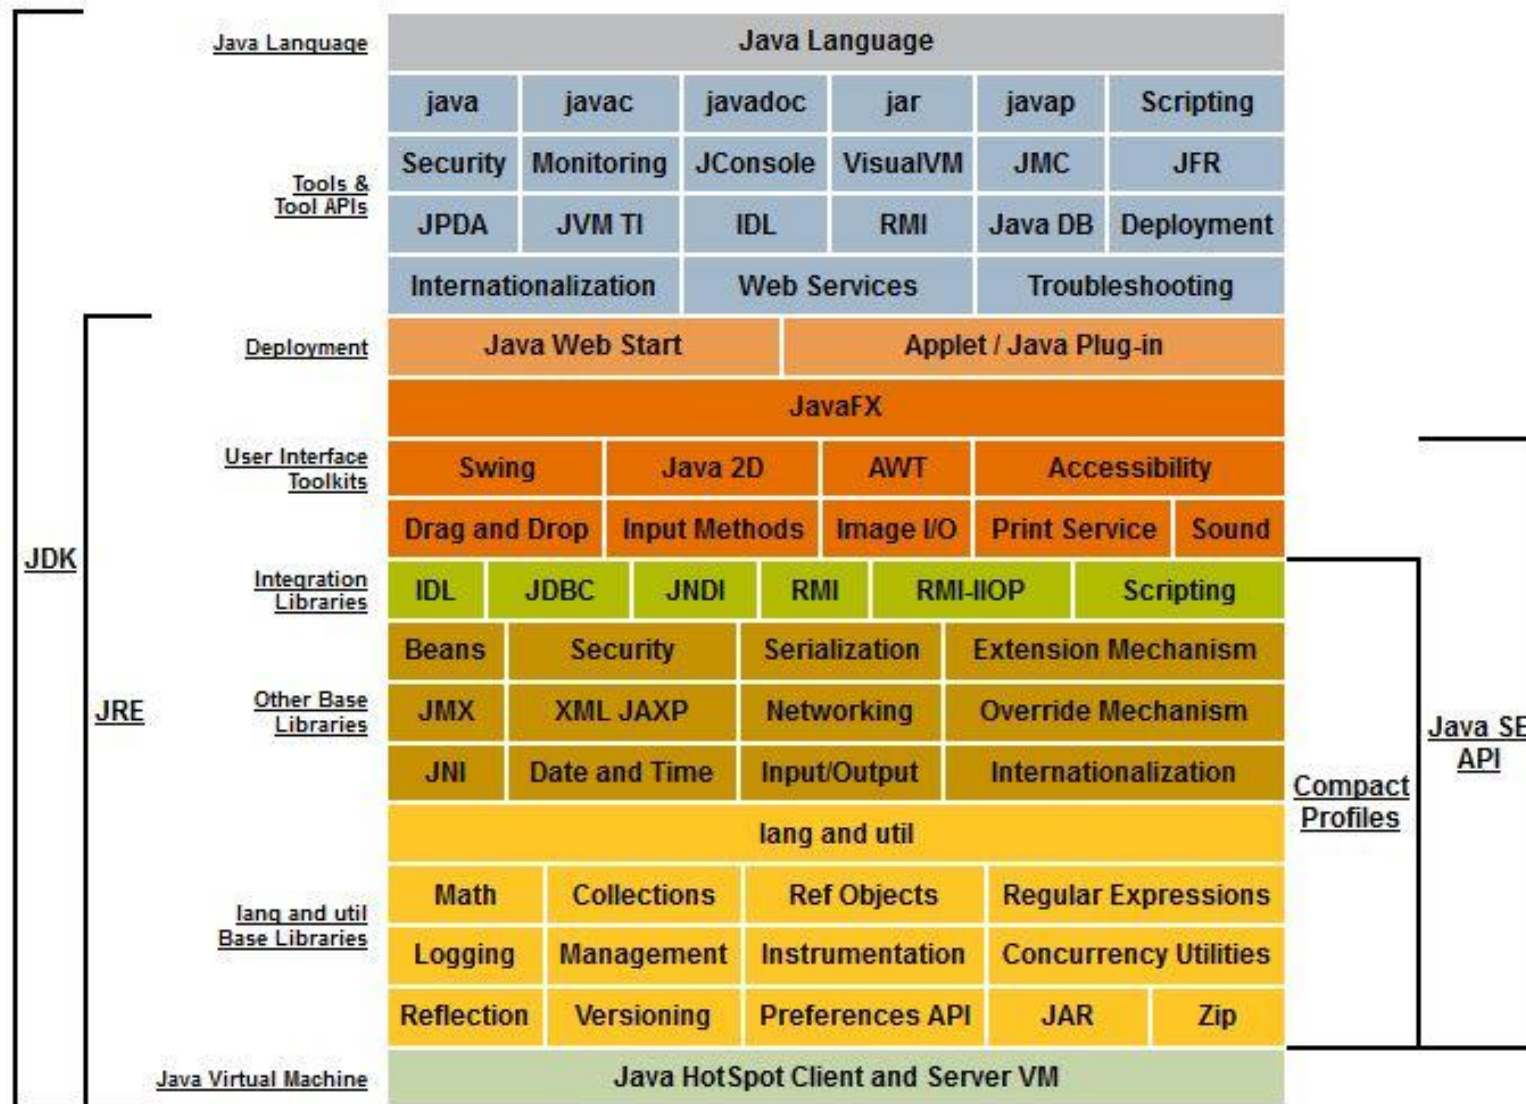 Java Language
Java Language
java javac javadoc jar javap Scripting
Tools &
Tool APIs
Security Monitoring JConsole VisualVM JMC JFR
JPDA JVM TI IDL RMI Java DB Deployment
Internationalization Web Services Troubleshooting
Deployment
Java Web Start Applet / Java Plug-in
JavaFX
User Interface
Toolkits
Swing Java 2D AWT Accessibility
Drag and Drop Input Methods Image I/O Print Service Sound
JDK
Integration
Libraries
IDL JDBC JNDI RMI RMI-IIOP Scripting
Beans Security Serialization Extension Mechanism
JRE
Other Base
Libraries
JMX XML JAXP Networking Override Mechanism
Java SE
API
JNI Date and Time Input/Output Internationalization
Compact
Profiles
lang and util
lang and util
Base Libraries
Math Collections Ref Objects Regular Expressions
Logging Management Instrumentation Concurrency Utilities
Reflection Versioning Preferences API JAR Zip
Java Virtual Machine
Java HotSpot Client and Server VM